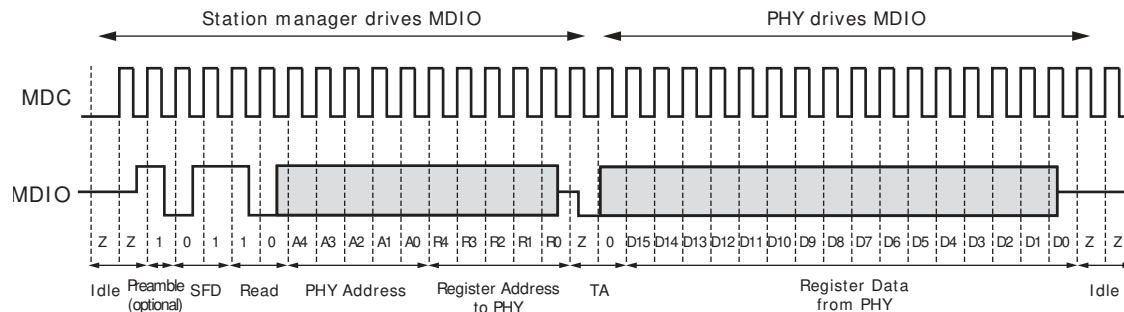 Station manager drives MDIO PHY drives MDIO
MDC
MDIO
Z Z 1 0 1 1 0 A4 A3 A2 A1 A0 R4 R3 R2 R1 R0 Z 0 D15 D14 D13 D12 D11 D10 D9 D8 D7 D6 D5 D4 D3 D2 D1 D0 Z Z
Idle Preamble (optional) SFD Read PHY Address Register Address to PHY TA Register Data from PHY Idle